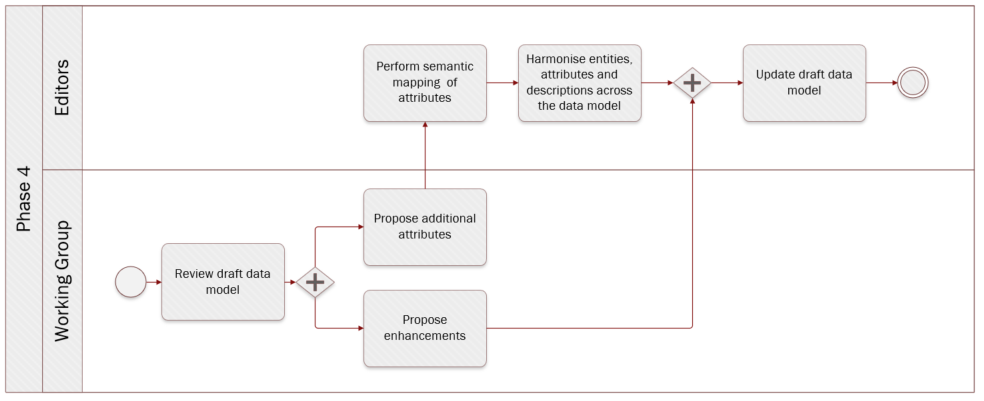 Phase 4
Editors
Perform semantic
mapping of
attributes
Harmonise entities,
attributes and
descriptions across
the data model
Update draft data
model
Working Group
Review draft data
model
Propose additional
attributes
Propose
enhancements